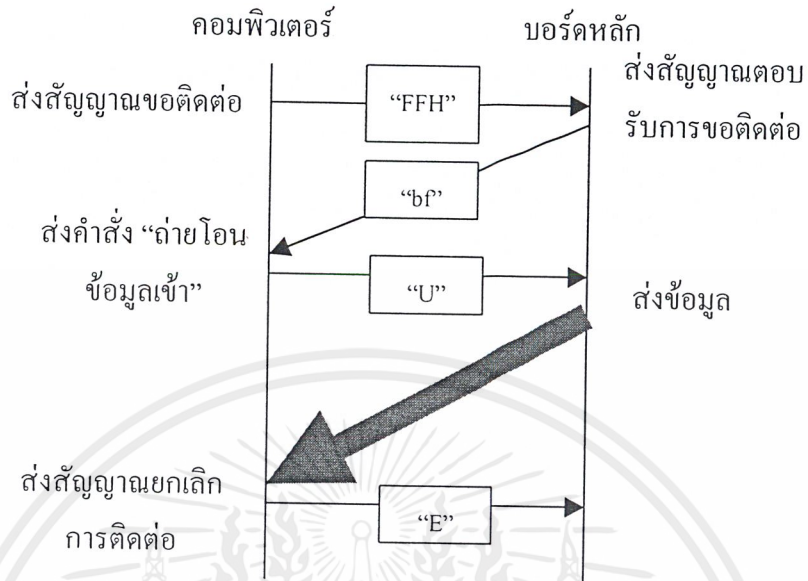 คอมพิวเตอร์
บอร์ดหลัก
ส่งสัญญาณขอติดต่อ
“FFH”
ส่งสัญญาณตอบ
รับการขอติดต่อ
“bf”
ส่งคำสั่ง “ถ่ายโอน
ข้อมูลเข้า”
“U”
ส่งข้อมูล
ส่งสัญญาณยกเลิก
การติดต่อ
“E”